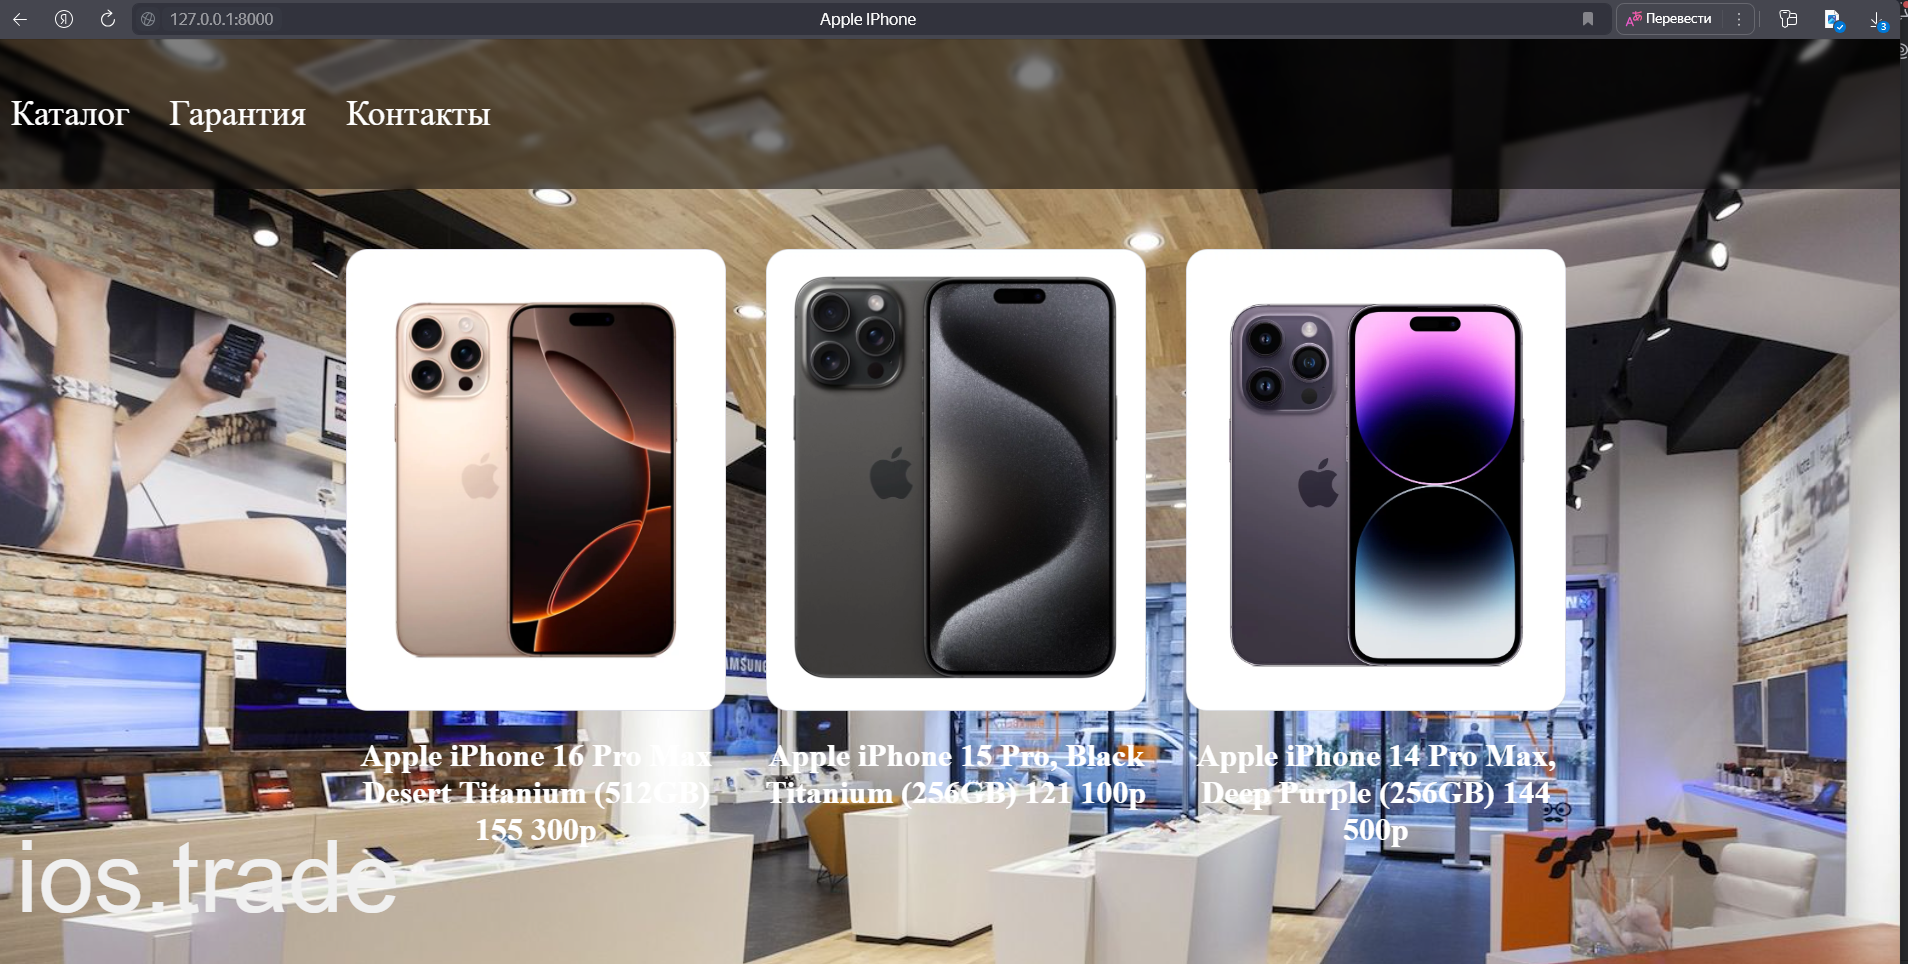 127.0.0.1:8000
Apple IPhone
Перевести
3
Каталог Гарантия Контакты
Apple iPhone 16 Pro Max
Desert Titanium (512GB)
155 300р
Apple iPhone 15 Pro, Black
Titanium (256GB) 121 100р
Apple iPhone 14 Pro Max,
Deep Purple (256GB) 144
500р
ios.trade